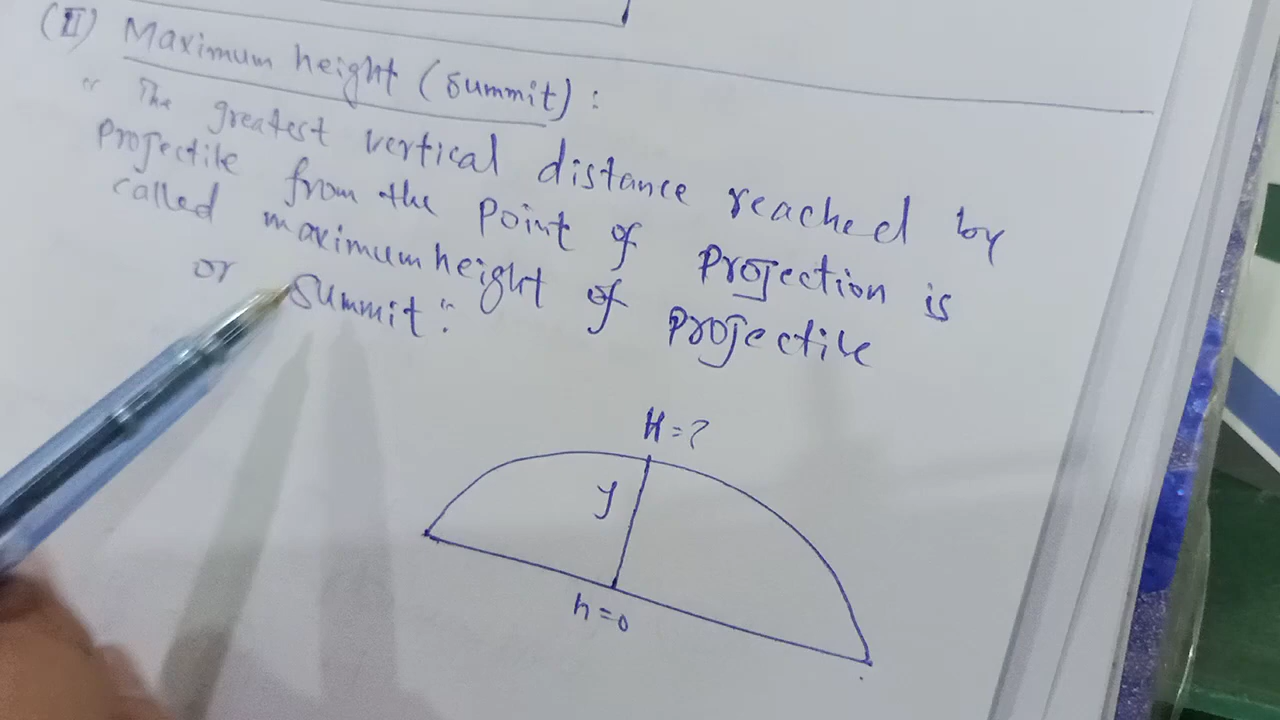 (II) Maximum height (summit) :
" The greatest vertical distance reached by
projectile from the point of projection is
called maximum height of projectile
or summit ".
H = ?
y
h = 0